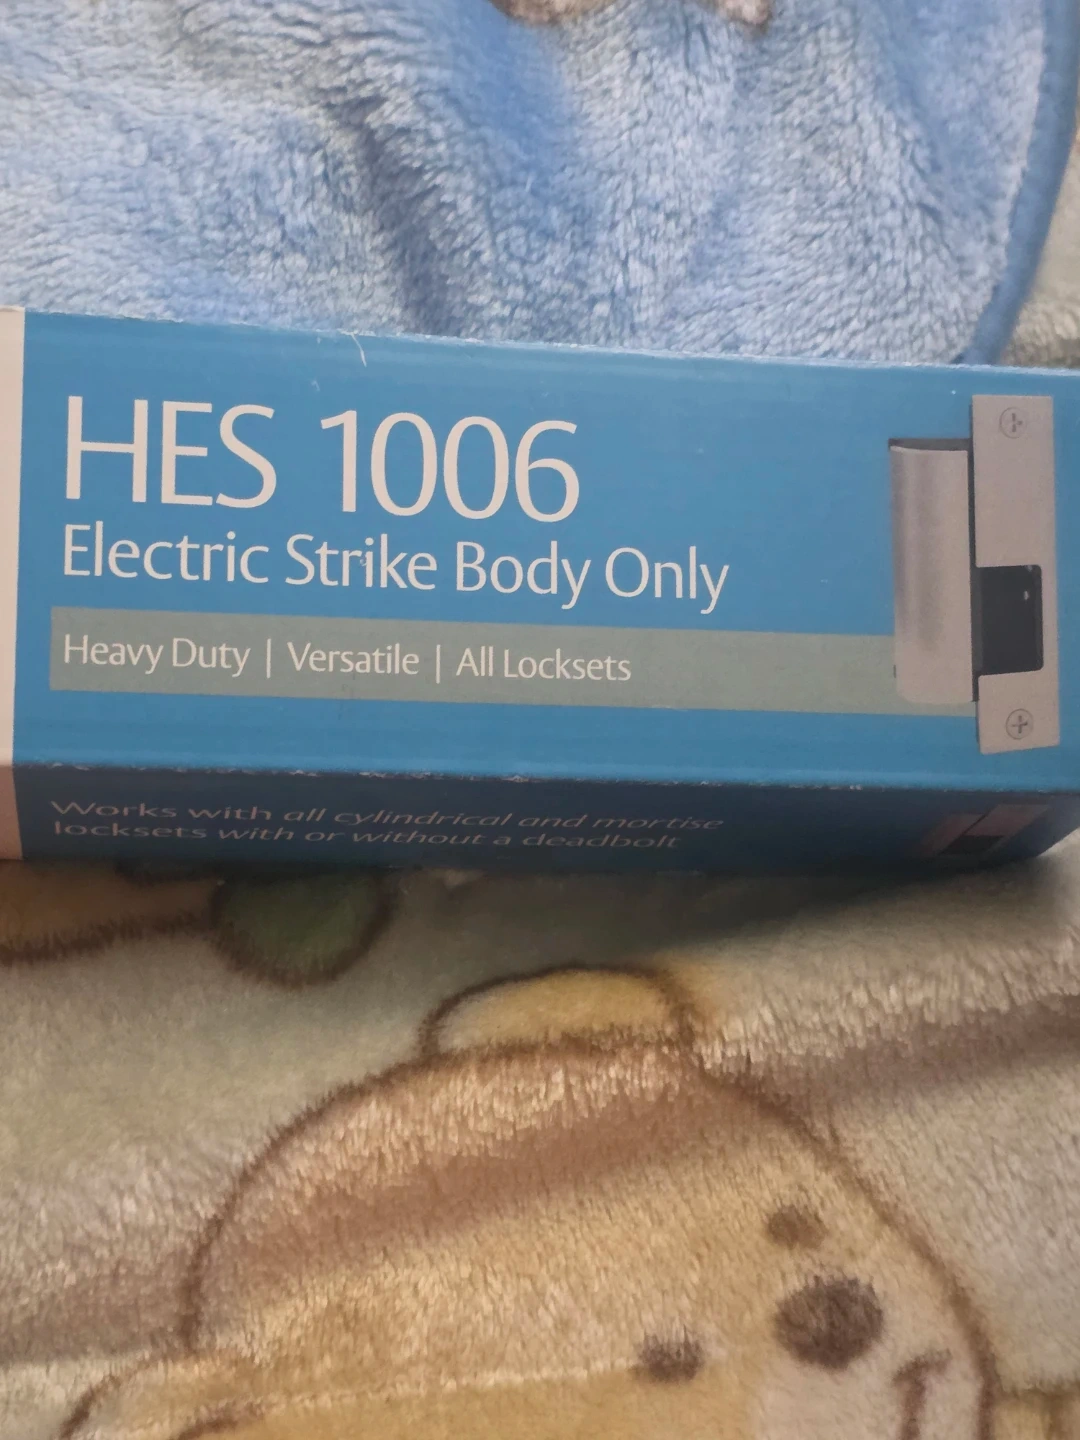 HES 1006
Electric Strike Body Only
Heavy Duty | Versatile | All Locksets
Works with all cylindrical and mortise
locksets with or without a deadbolt